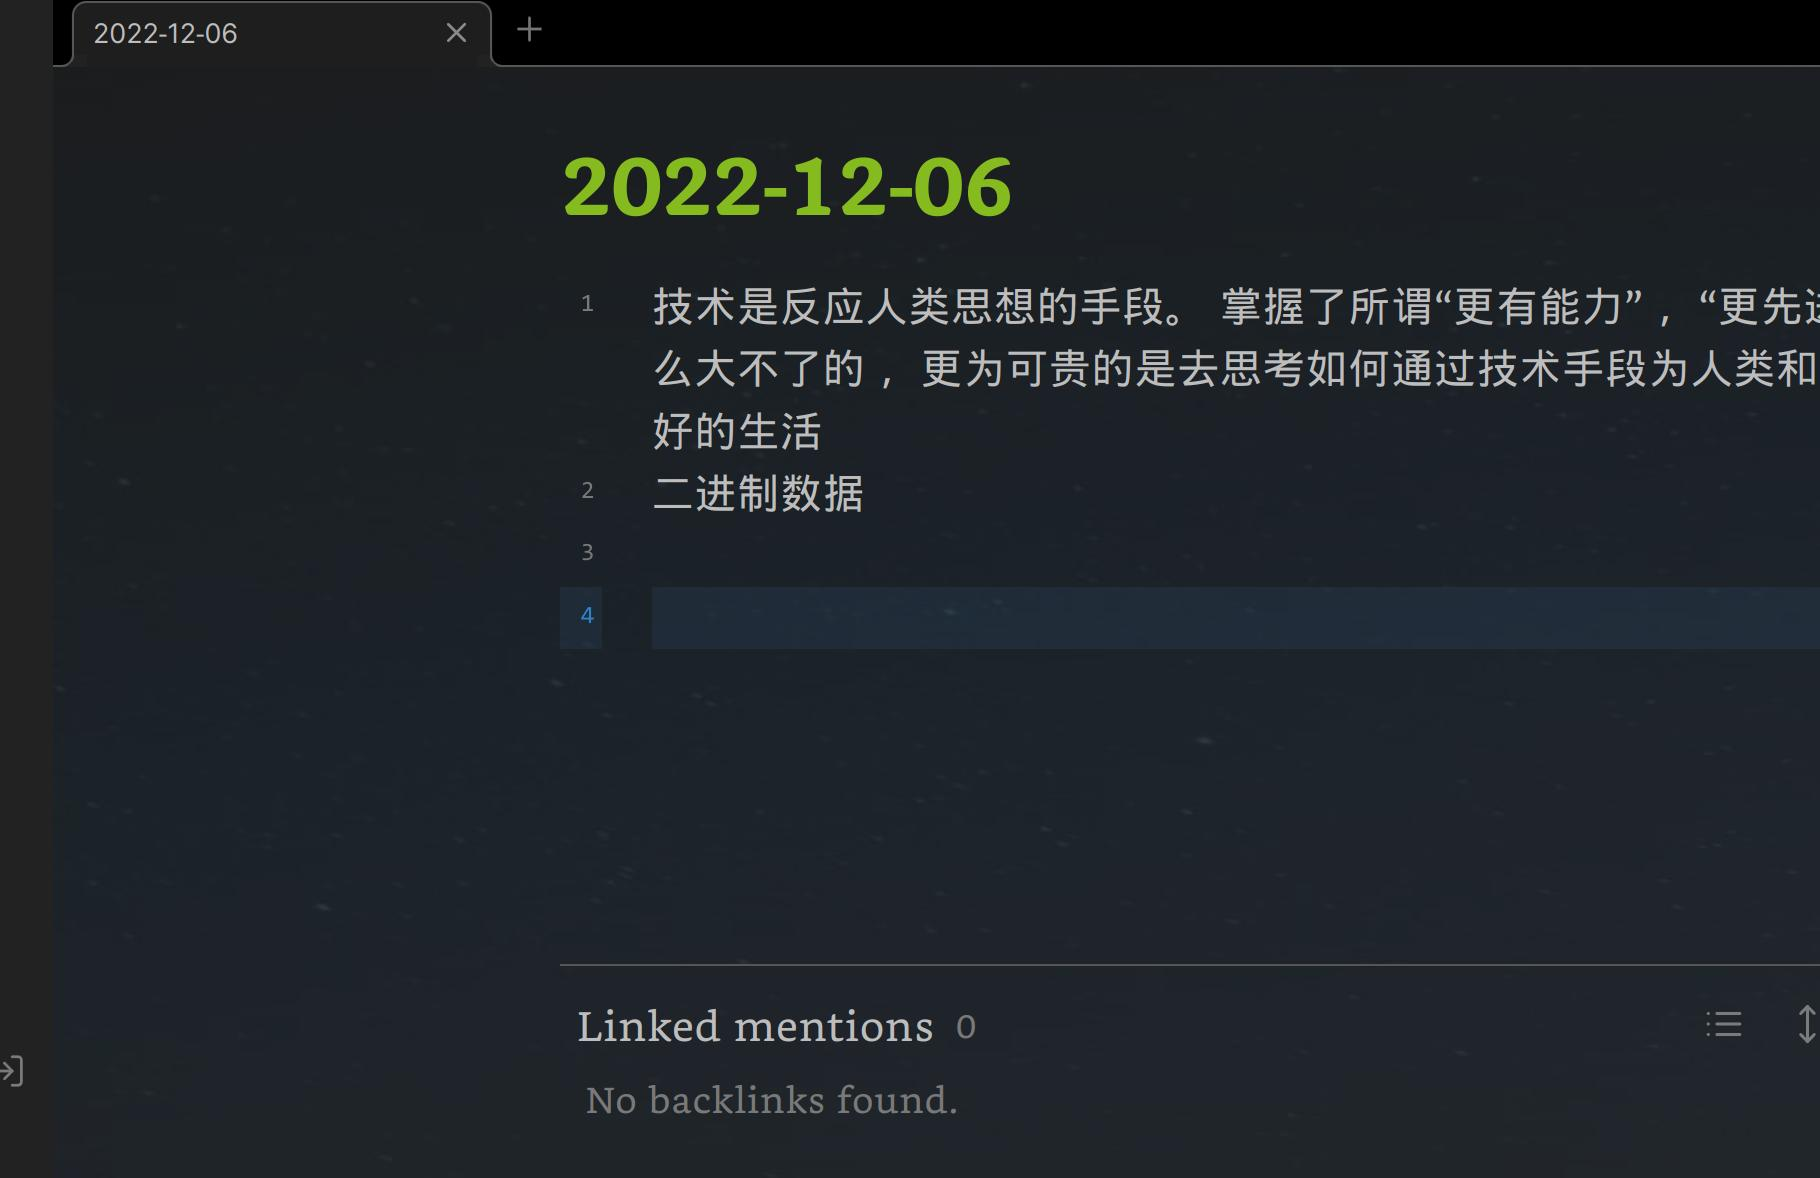 2022-12-06
2022-12-06
1 技术是反应人类思想的手段。 掌握了所谓“更有能力”，“更先
么大不了的，更为可贵的是去思考如何通过技术手段为人类和
好的生活
2 二进制数据
3
4
Linked mentions 0
No backlinks found.